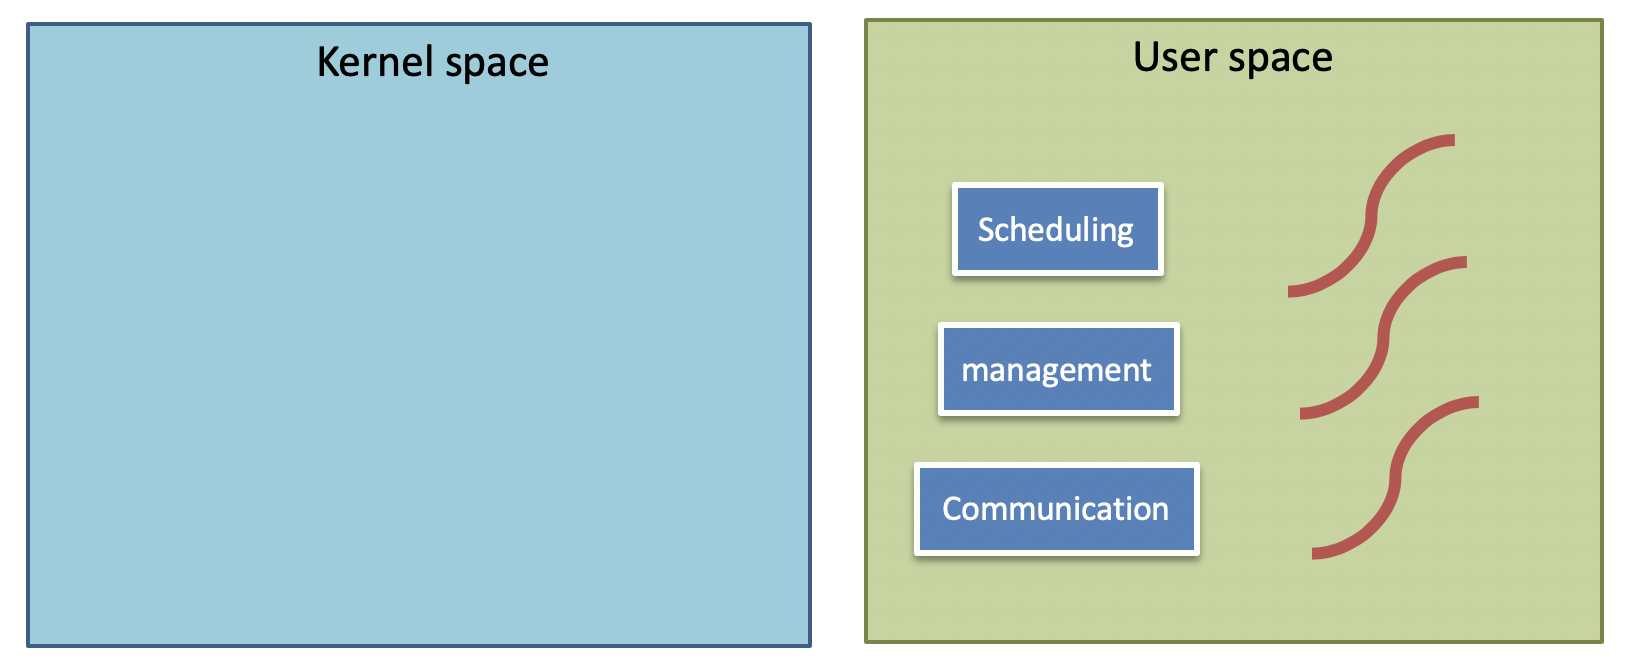 Kernel space
User space
Scheduling
management
Communication